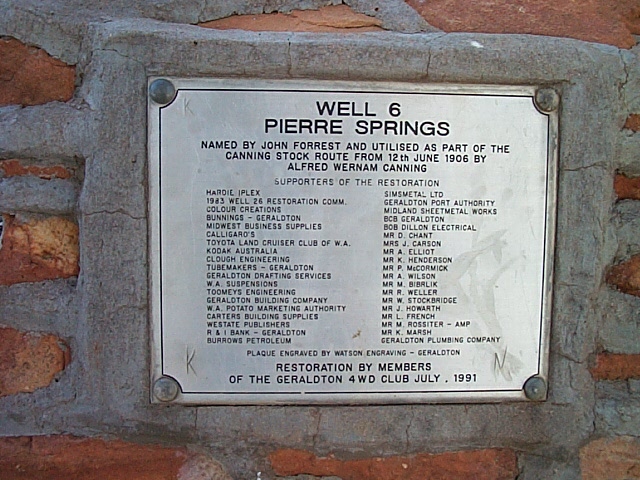 WELL 6
PIERRE SPRINGS
NAMED BY JOHN FORREST AND UTILISED AS PART OF THE
CANNING STOCK ROUTE FROM 12th JUNE 1906 BY
ALFRED WERNAM CANNING
SUPPORTERS OF THE RESTORATION
HARDIE IPLEX
1983 WELL 26 RESTORATION COMM.
COLOUR CREATIONS
BUNNINGS - GERALDTON
MIDWEST BUSINESS SUPPLIES
CALLIGARO'S
TOYOTA LAND CRUISER CLUB OF W.A.
KODAK AUSTRALIA
CLOUGH ENGINEERING
TUBEMAKERS - GERALDTON
GERALDTON DRAFTING SERVICES
W.A. SUSPENSIONS
TOOMEYS ENGINEERING
GERALDTON BUILDING COMPANY
W.A. POTATO MARKETING AUTHORITY
CARTERS BUILDING SUPPLIES
WESTATE PUBLISHERS
R & I BANK - GERALDTON
BURROWS PETROLEUM
SIMSMETAL LTD
GERALDTON PORT AUTHORITY
MIDLAND SHEETMETAL WORKS
BCB GERALDTON
BOB DILLON ELECTRICAL
MR D. CHANT
MRS J. CARSON
MR A. ELLIOT
MR K. HENDERSON
MR P. McCORMICK
MR A. WILSON
MR M. BIBRLIK
MR R. WELLER
MR W. STOCKBRIDGE
MR J. HOWARTH
MR L. FRENCH
MR M. ROSSITER - AMP
MR K. MARSH
GERALDTON PLUMBING COMPANY
PLAQUE ENGRAVED BY WATSON ENGRAVING - GERALDTON
RESTORATION BY MEMBERS
OF THE GERALDTON 4WD CLUB JULY , 1991